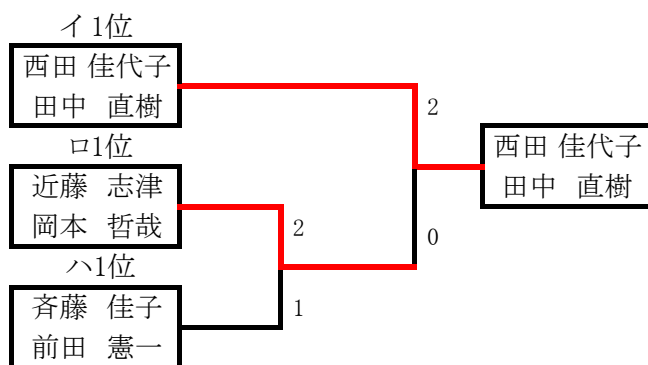 イ1位
西田 佳代子
田中 直樹
2
ロ1位
西田 佳代子
田中 直樹
近藤 志津
岡本 哲哉
2
0
ハ1位
斉藤 佳子
1
前田 憲一